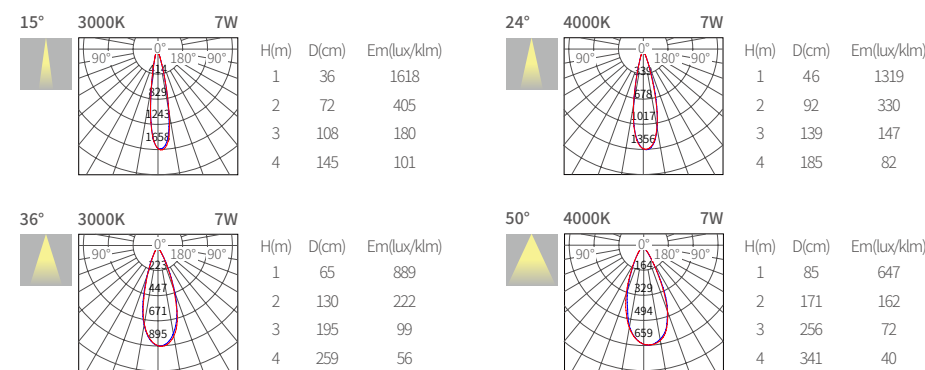 15° 3000K 7W
0°
90° 180° 90°
414
829
1243
1658
H(m) D(cm) Em(lux/klm)
1 36 1618
2 72 405
3 108 180
4 145 101
24° 4000K 7W
0°
90° 180° 90°
339
678
1017
1356
H(m) D(cm) Em(lux/klm)
1 46 1319
2 92 330
3 139 147
4 185 82
36° 3000K 7W
0°
90° 180° 90°
223
447
671
895
H(m) D(cm) Em(lux/klm)
1 65 889
2 130 222
3 195 99
4 259 56
50° 4000K 7W
0°
90° 180° 90°
164
329
494
659
H(m) D(cm) Em(lux/klm)
1 85 647
2 171 162
3 256 72
4 341 40